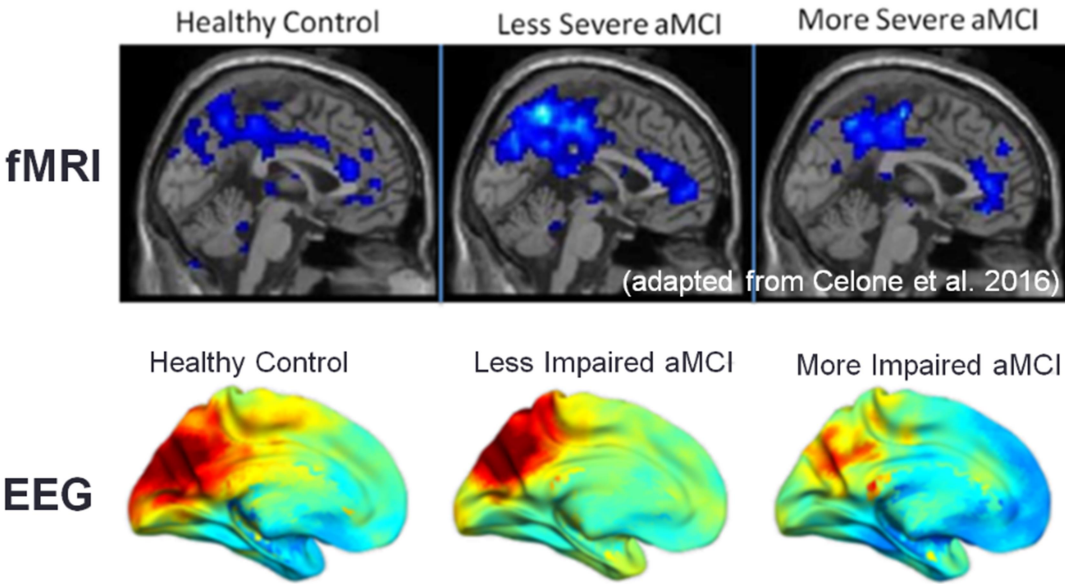 Healthy Control
Less Severe aMCI
More Severe aMCI
fMRI
(adapted from Celone et al. 2016)
Healthy Control
Less Impaired aMCI
More Impaired aMCI
EEG